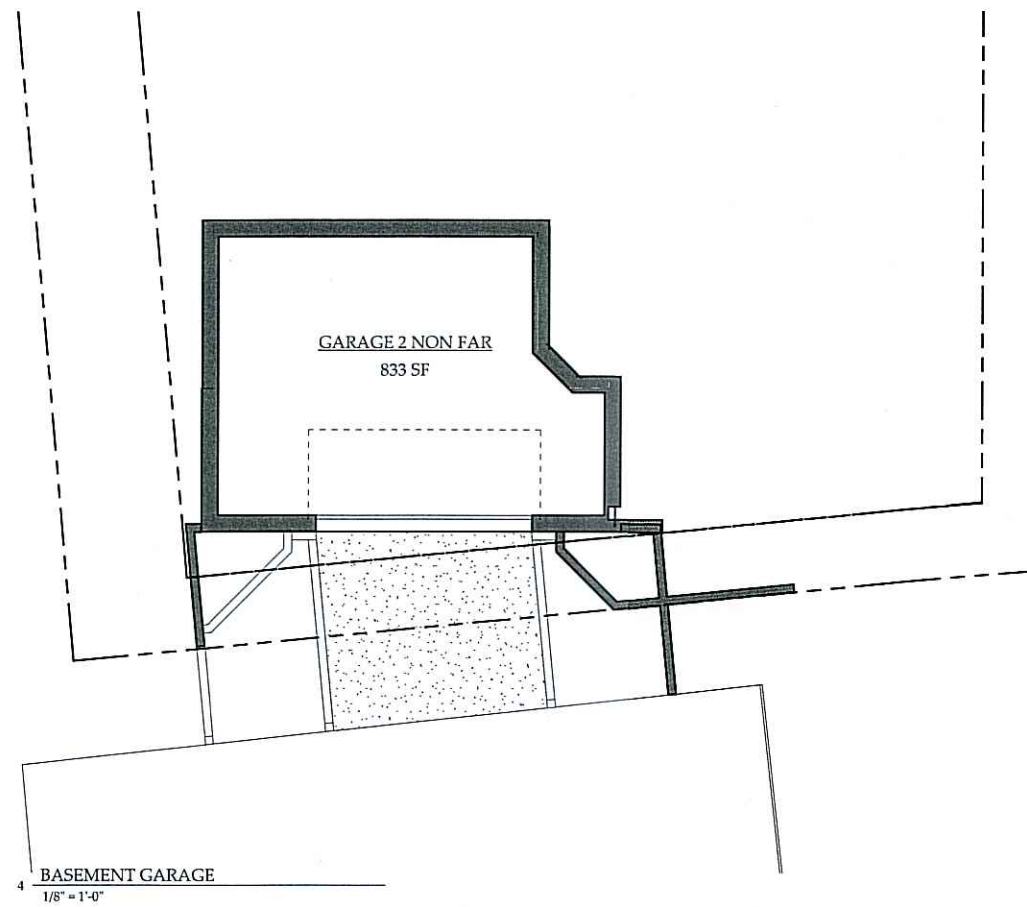 GARAGE 2 NON FAR
833 SF
4 BASEMENT GARAGE
1/8" = 1'-0"